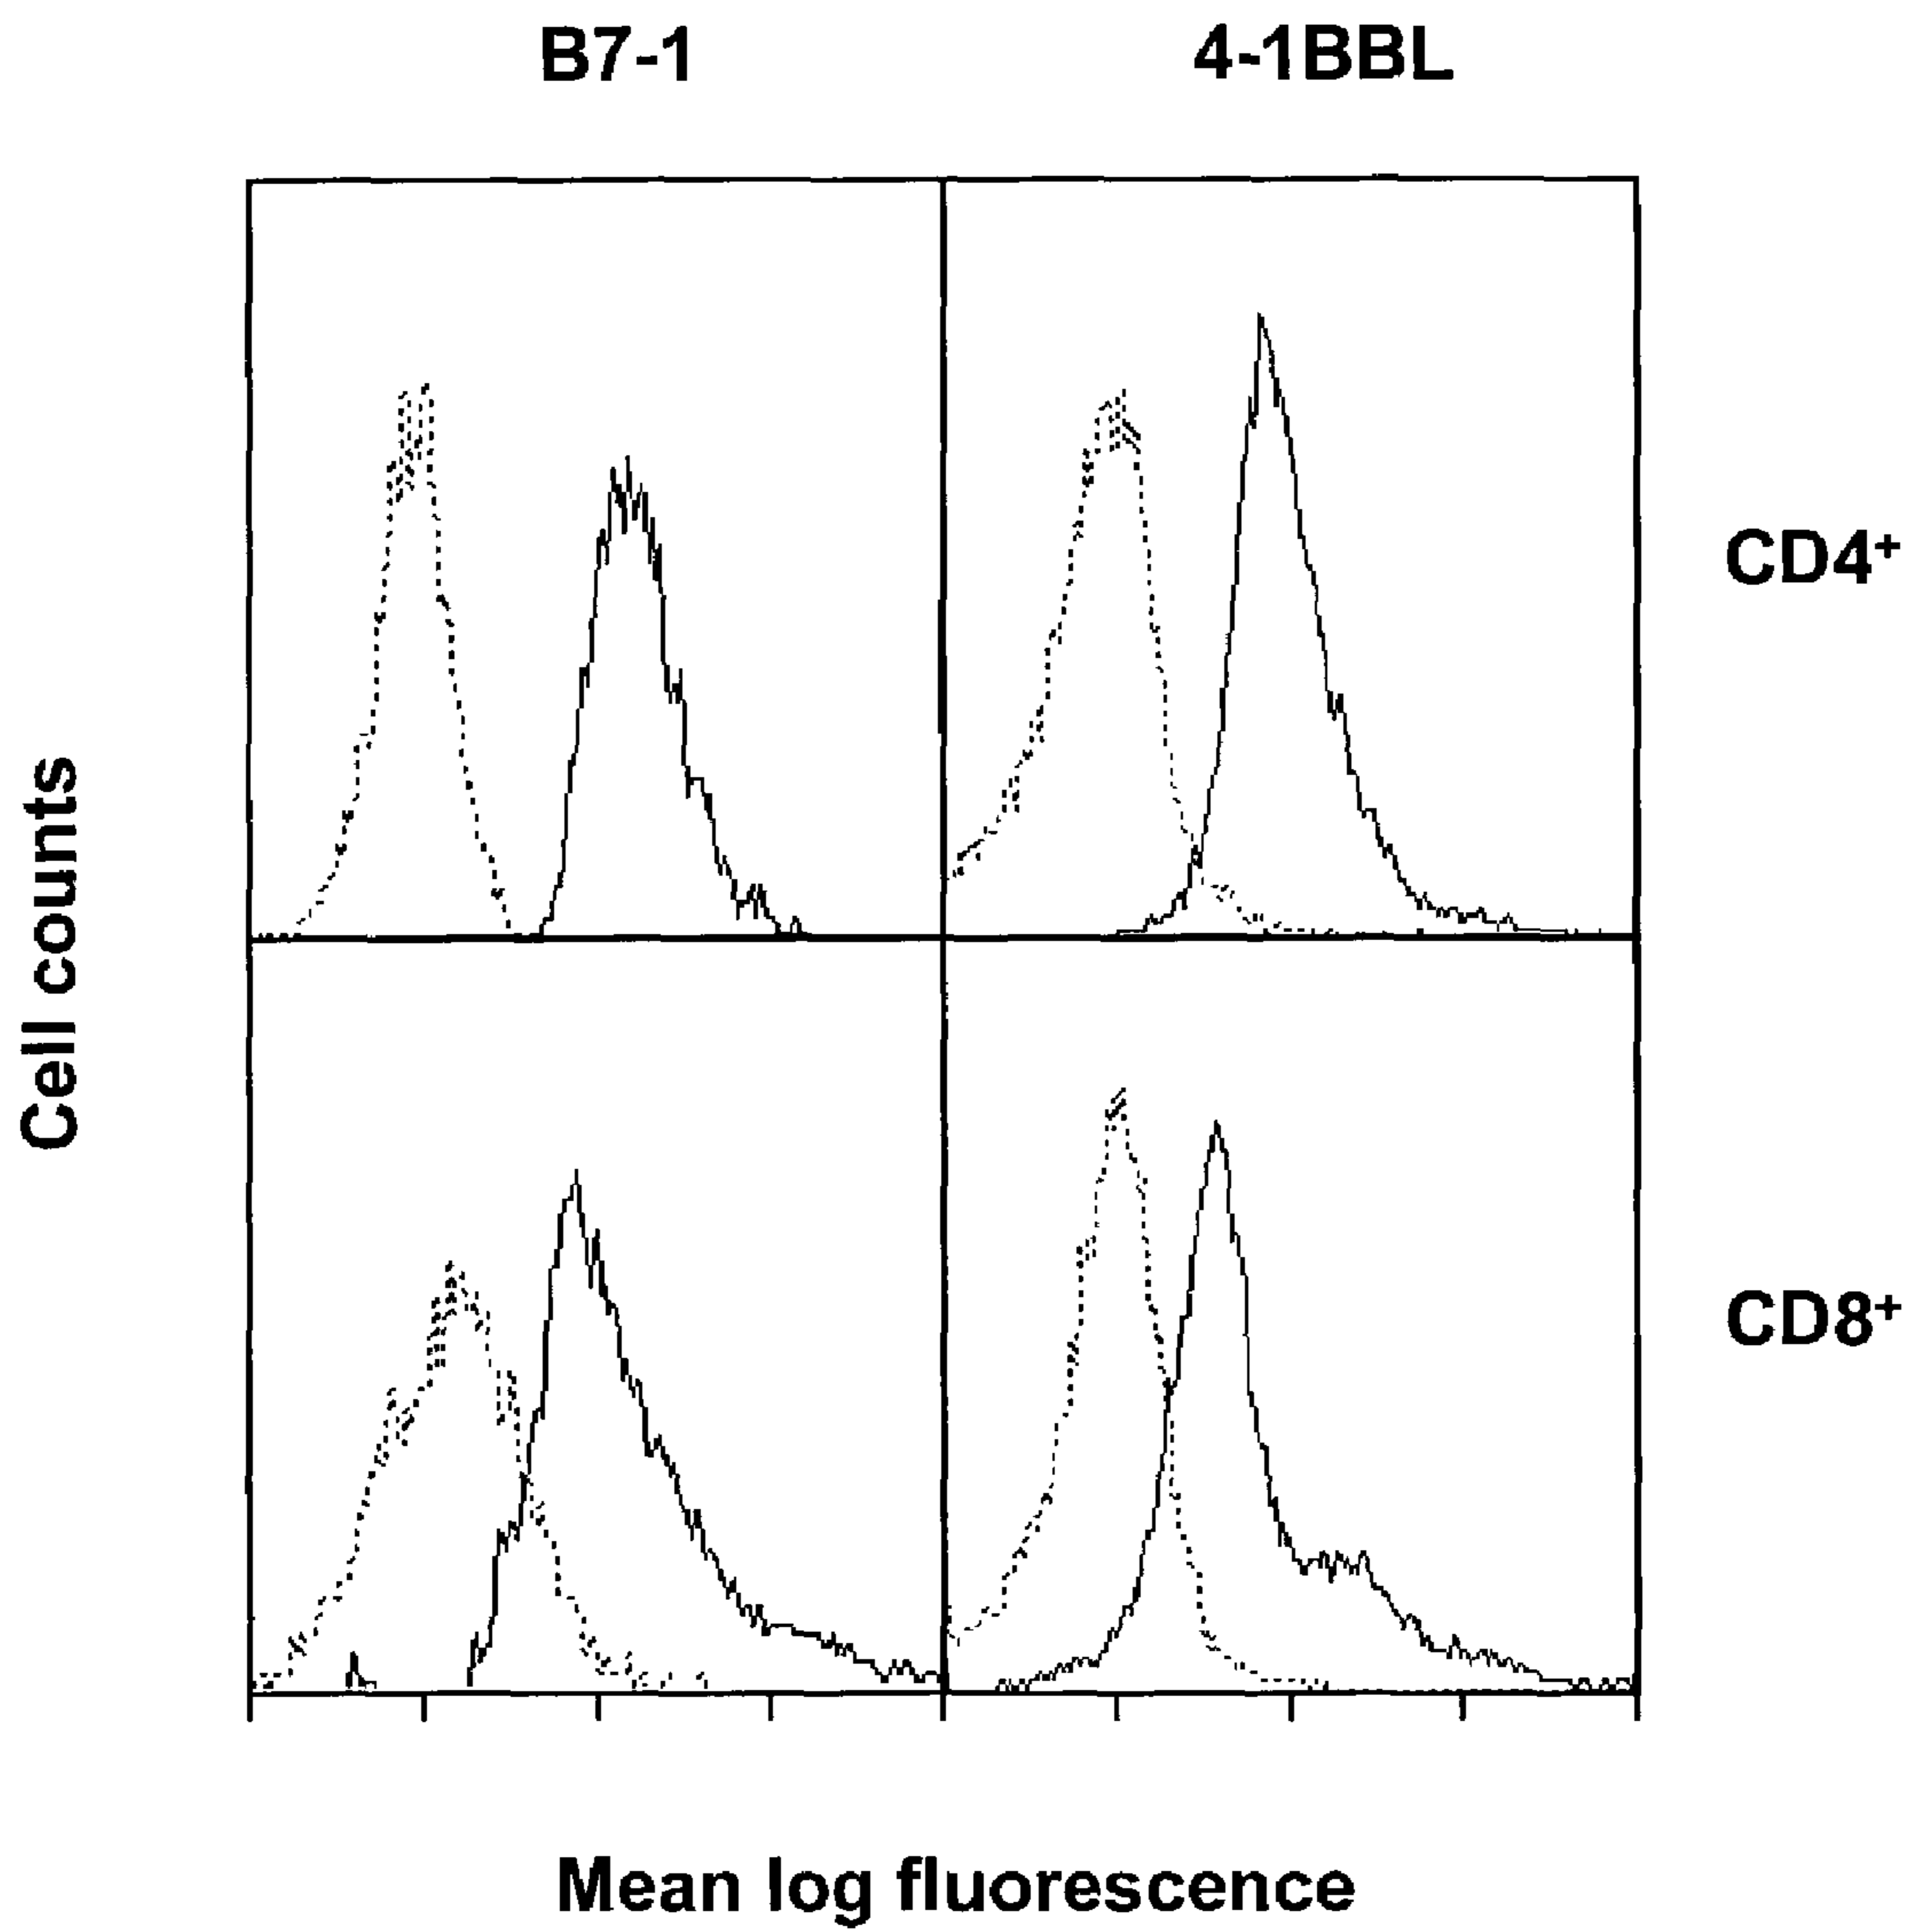 B7-1 4-1BBL
CD4⁺
Cell counts
CD8⁺
Mean log fluorescence